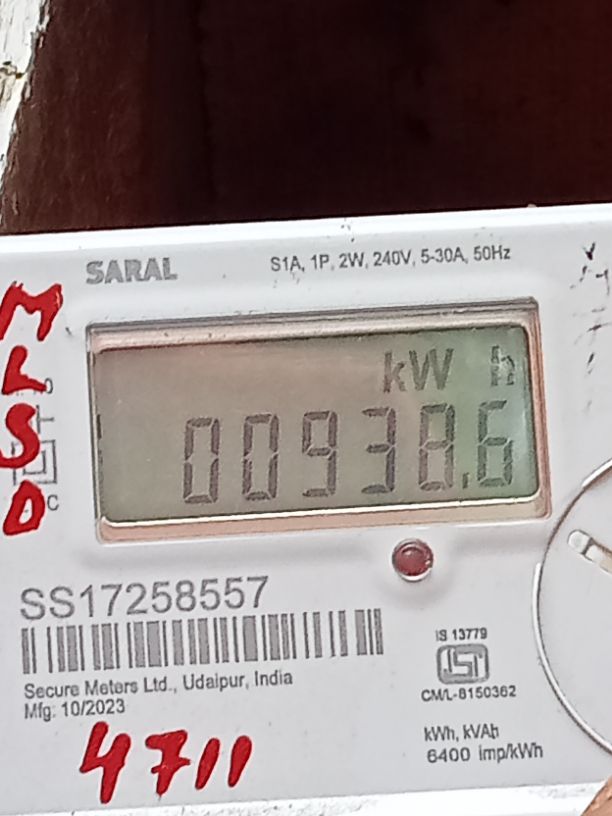 SARAL
S1A, 1P, 2W, 240V, 5-30A, 50Hz
M
L
S
D
C
kW h
00938.6
SS17258557
Secure Meters Ltd., Udaipur, India
Mfg: 10/2023
IS 13779
ISI
CM/L-8150362
kWh, kVAh
6400 imp/kWh
4711